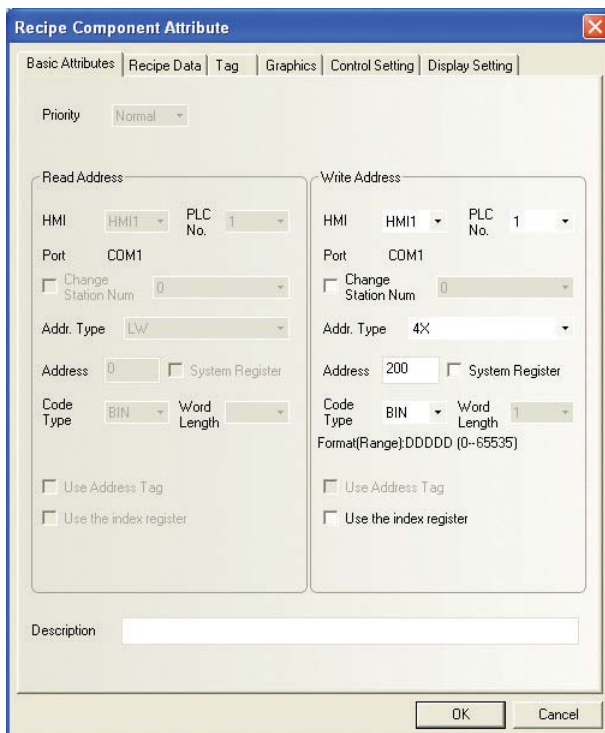 Recipe Component Attribute
Basic Attributes Recipe Data Tag Graphics Control Setting Display Setting
Priority Normal
Read Address
HMI HMI1 PLC No. 1
Port COM1
Change Station Num 0
Addr. Type LW
Address 0 System Register
Code Type BIN Word Length
Use Address Tag
Use the index register
Write Address
HMI HMI1 PLC No. 1
Port COM1
Change Station Num 0
Addr. Type 4X
Address 200 System Register
Code Type BIN Word Length 1
Format(Range):DDDDD (0--65535)
Use Address Tag
Use the index register
Description
OK Cancel